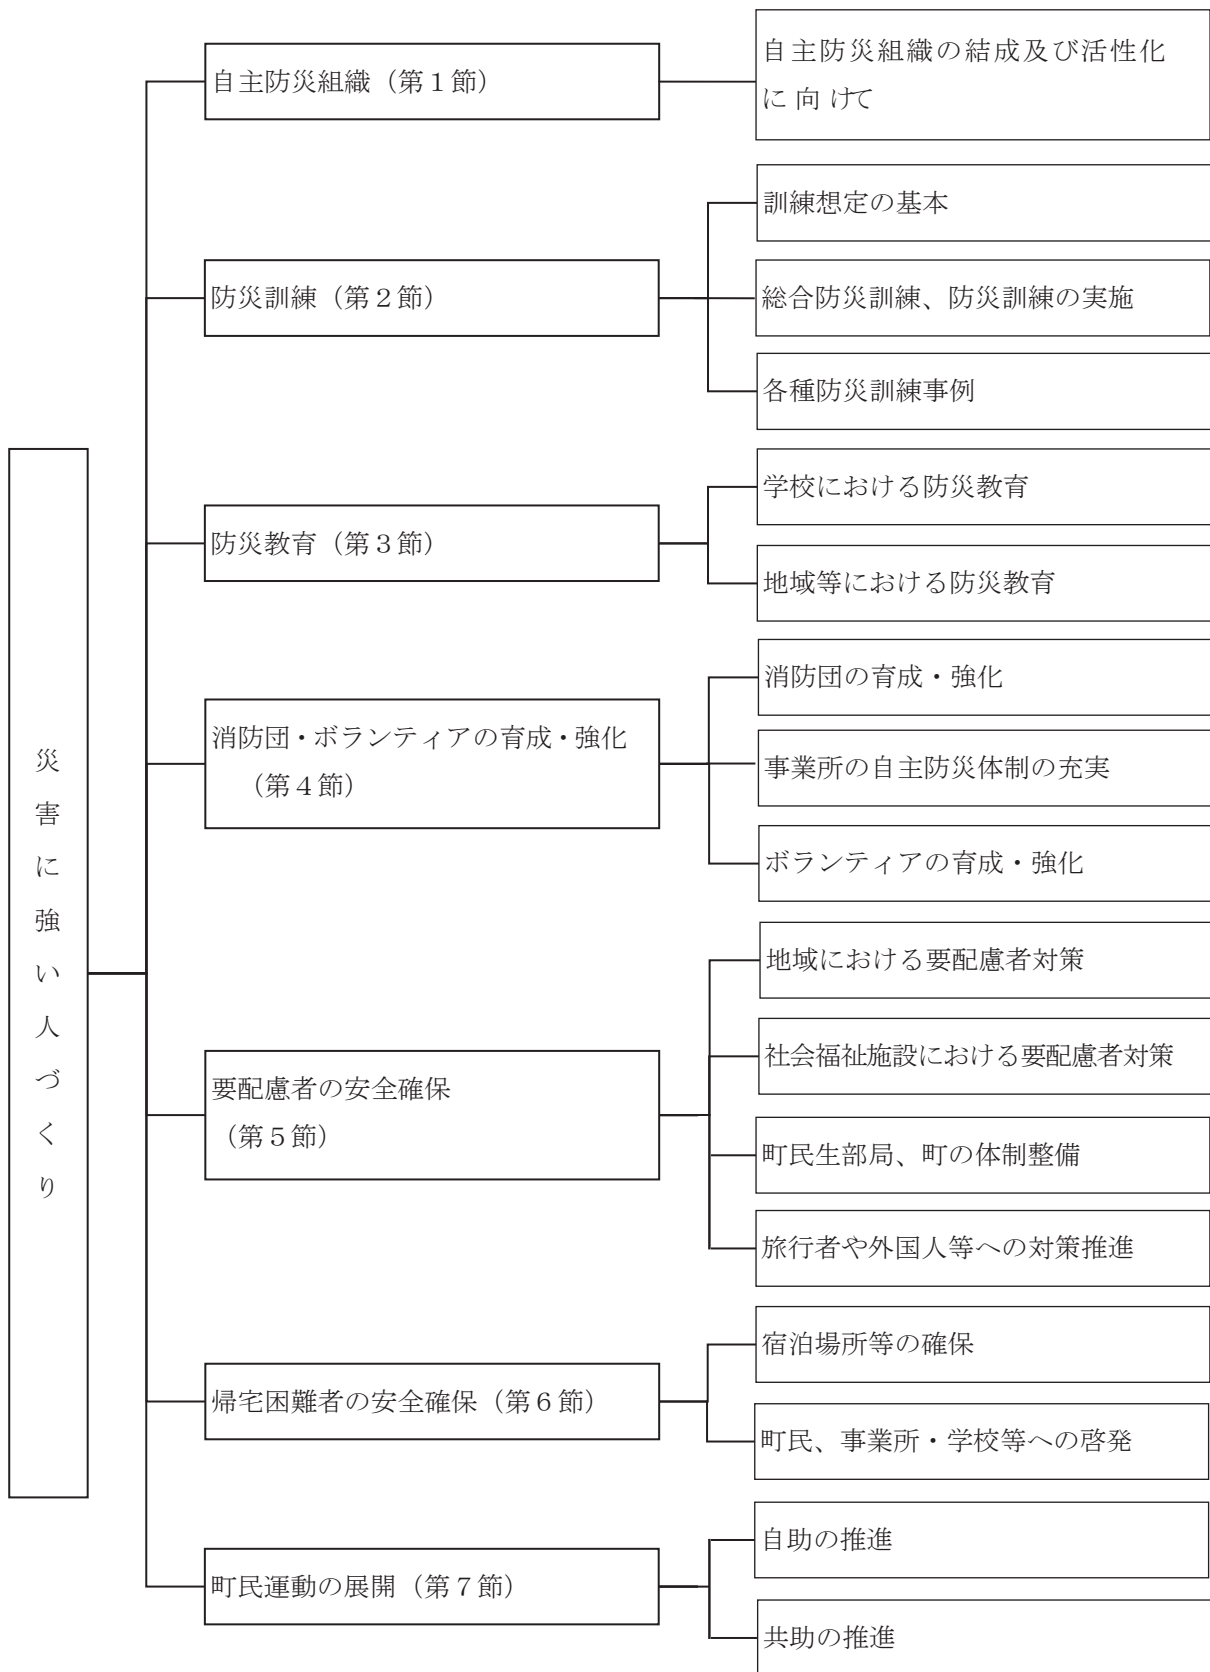 災害に強い人づくり
自主防災組織（第１節）
自主防災組織の結成及び活性化
に向けて
防災訓練（第２節）
訓練想定の基本
総合防災訓練、防災訓練の実施
各種防災訓練事例
防災教育（第３節）
学校における防災教育
地域等における防災教育
消防団・ボランティアの育成・強化
（第４節）
消防団の育成・強化
事業所の自主防災体制の充実
ボランティアの育成・強化
要配慮者の安全確保
（第５節）
地域における要配慮者対策
社会福祉施設における要配慮者対策
町民生部局、町の体制整備
旅行者や外国人等への対策推進
帰宅困難者の安全確保（第６節）
宿泊場所等の確保
町民、事業所・学校等への啓発
町民運動の展開（第７節）
自助の推進
共助の推進